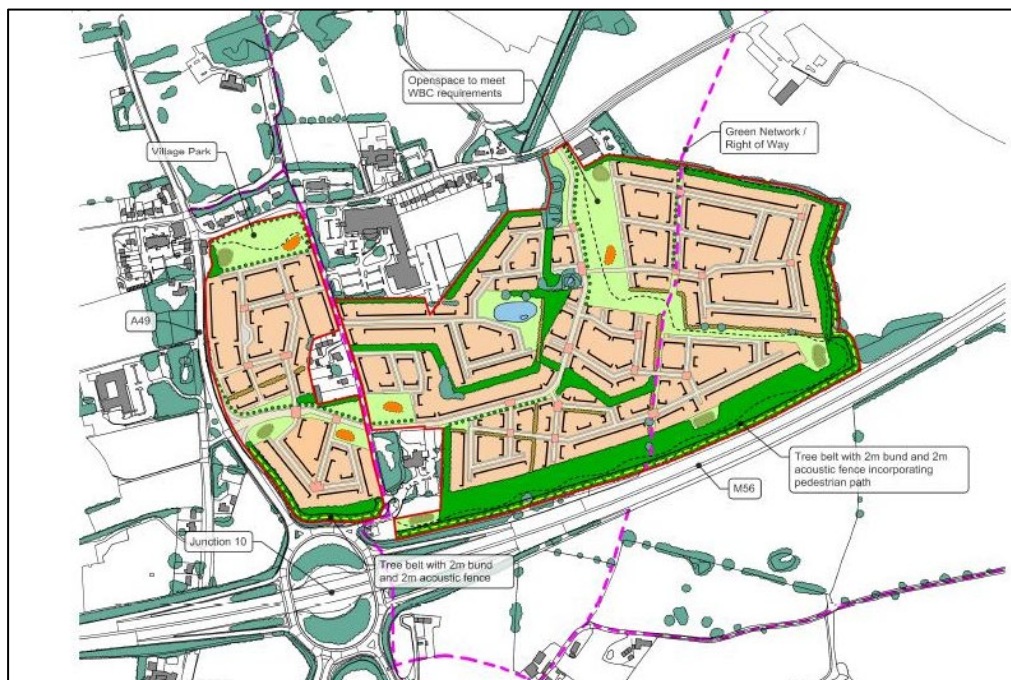 Openspace to meet
WBC requirements
Village Park
Green Network /
Right of Way
A49
Tree belt with 2m bund and 2m
acoustic fence incorporating
pedestrian path
M56
Junction 10
Tree belt with 2m bund
and 2m acoustic fence